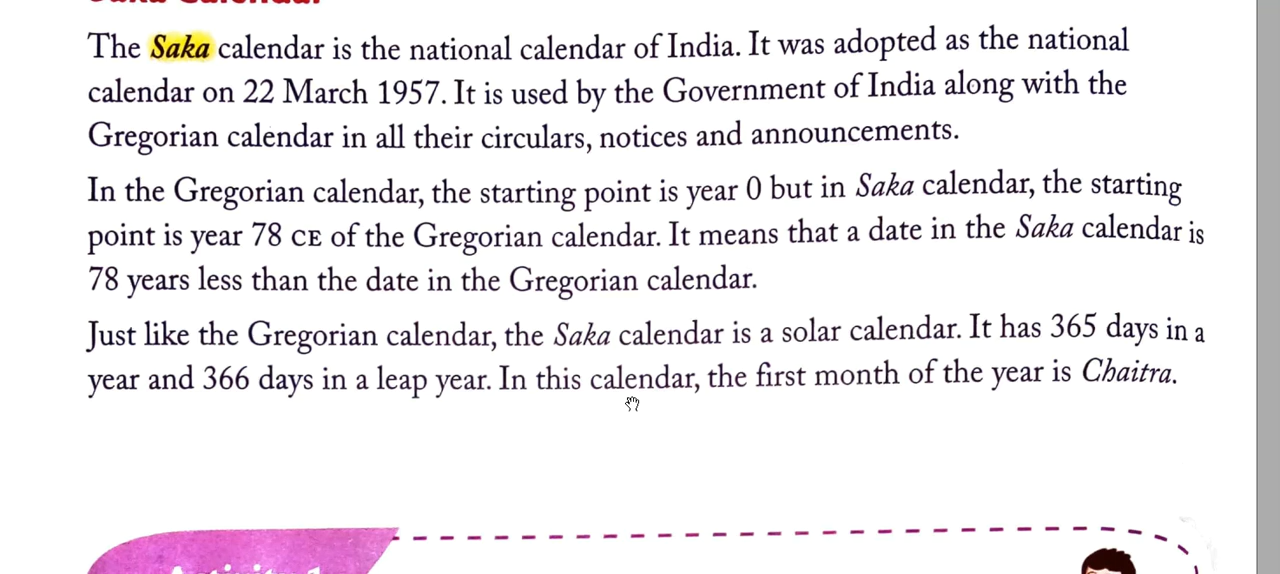 Saka Calendar
The Saka calendar is the national calendar of India. It was adopted as the national
calendar on 22 March 1957. It is used by the Government of India along with the
Gregorian calendar in all their circulars, notices and announcements.
In the Gregorian calendar, the starting point is year 0 but in Saka calendar, the starting
point is year 78 CE of the Gregorian calendar. It means that a date in the Saka calendar is
78 years less than the date in the Gregorian calendar.
Just like the Gregorian calendar, the Saka calendar is a solar calendar. It has 365 days in a
year and 366 days in a leap year. In this calendar, the first month of the year is Chaitra.